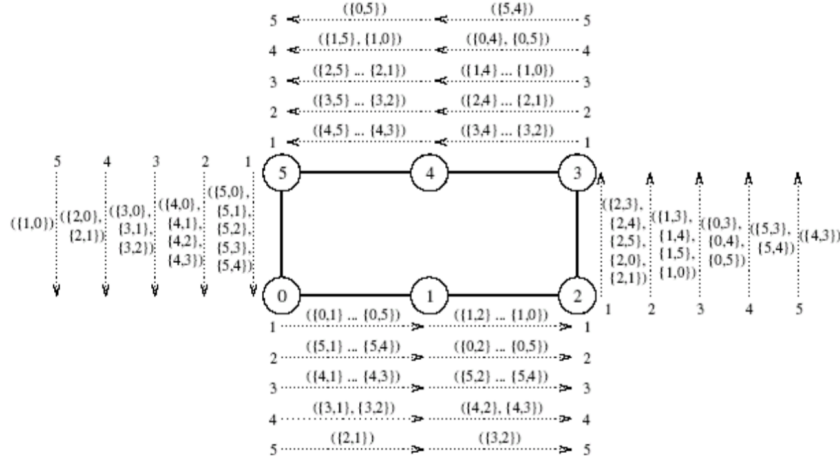 5 ({0,5}) ({5,4}) 5
4 ({1,5}, {1,0}) ({0,4}, {0,5}) 4
3 ({2,5} ... {2,1}) ({1,4} ... {1,0}) 3
2 ({3,5} ... {3,2}) ({2,4} ... {2,1}) 2
1 ({4,5} ... {4,3}) ({3,4} ... {3,2}) 1
5 4 3 2 1
5 4 3
({1,0})
({2,0},
{2,1})
({3,0},
{3,1},
{3,2})
({4,0},
{4,1},
{4,2},
{4,3})
({5,0},
{5,1},
{5,2},
{5,3},
{5,4})
({2,3},
{2,4},
{2,5},
{2,0},
{2,1})
({1,3},
{1,4},
{1,5},
{1,0})
({0,3},
{0,4},
{0,5})
({5,3},
{5,4})
({4,3})
0 1 2
1 2 3 4 5
1 ({0,1} ... {0,5}) ({1,2} ... {1,0}) 1
2 ({5,1} ... {5,4}) ({0,2} ... {0,5}) 2
3 ({4,1} ... {4,3}) ({5,2} ... {5,4}) 3
4 ({3,1}, {3,2}) ({4,2}, {4,3}) 4
5 ({2,1}) ({3,2}) 5